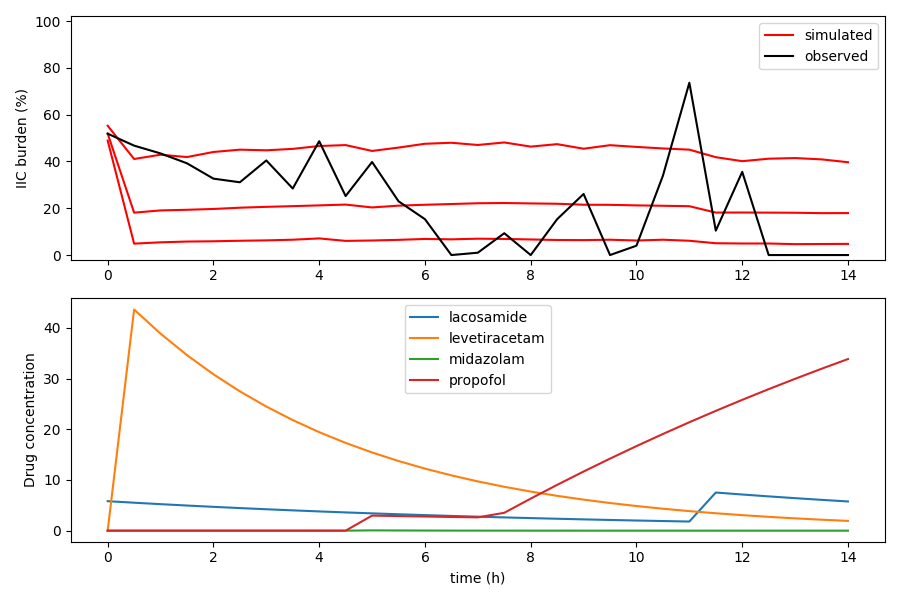 IIC burden (%)
100
80
60
40
20
0
simulated
observed
0 2 4 6 8 10 12 14
Drug concentration
40
30
20
10
0
lacosamide
levetiracetam
midazolam
propofol
0 2 4 6 8 10 12 14
time (h)